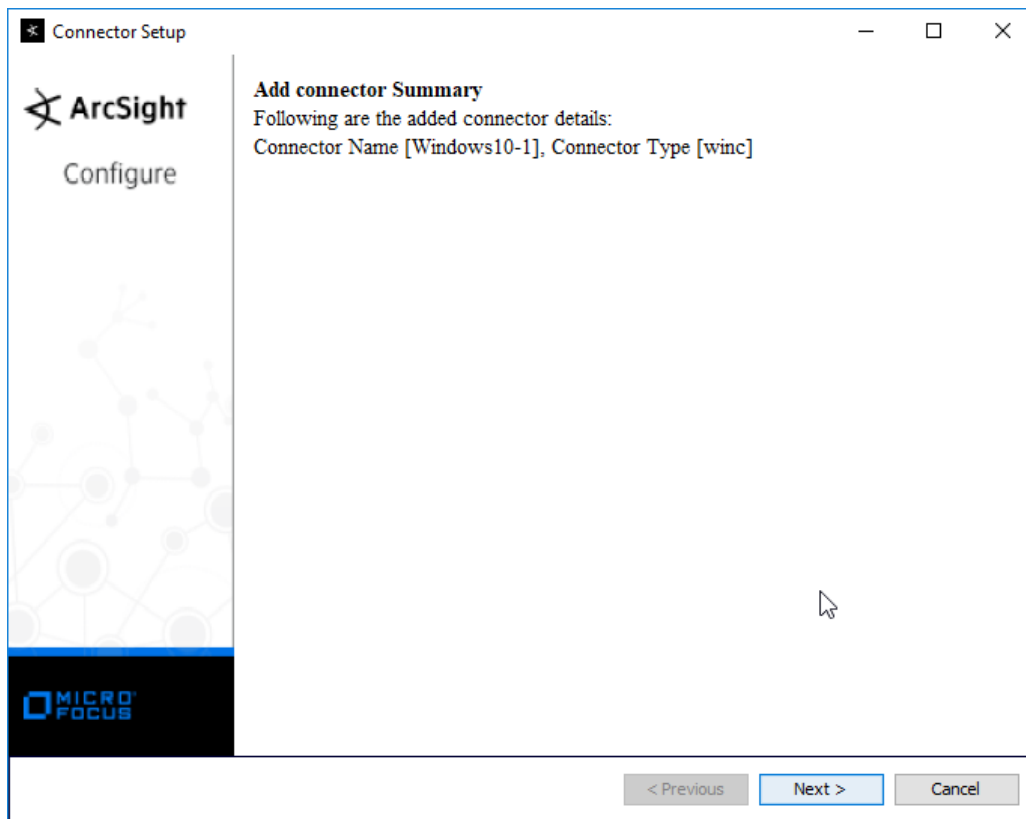 Connector Setup
ArcSight
Configure
Add connector Summary
Following are the added connector details:
Connector Name [Windows10-1], Connector Type [winc]
MICRO
FOCUS
< Previous
Next >
Cancel